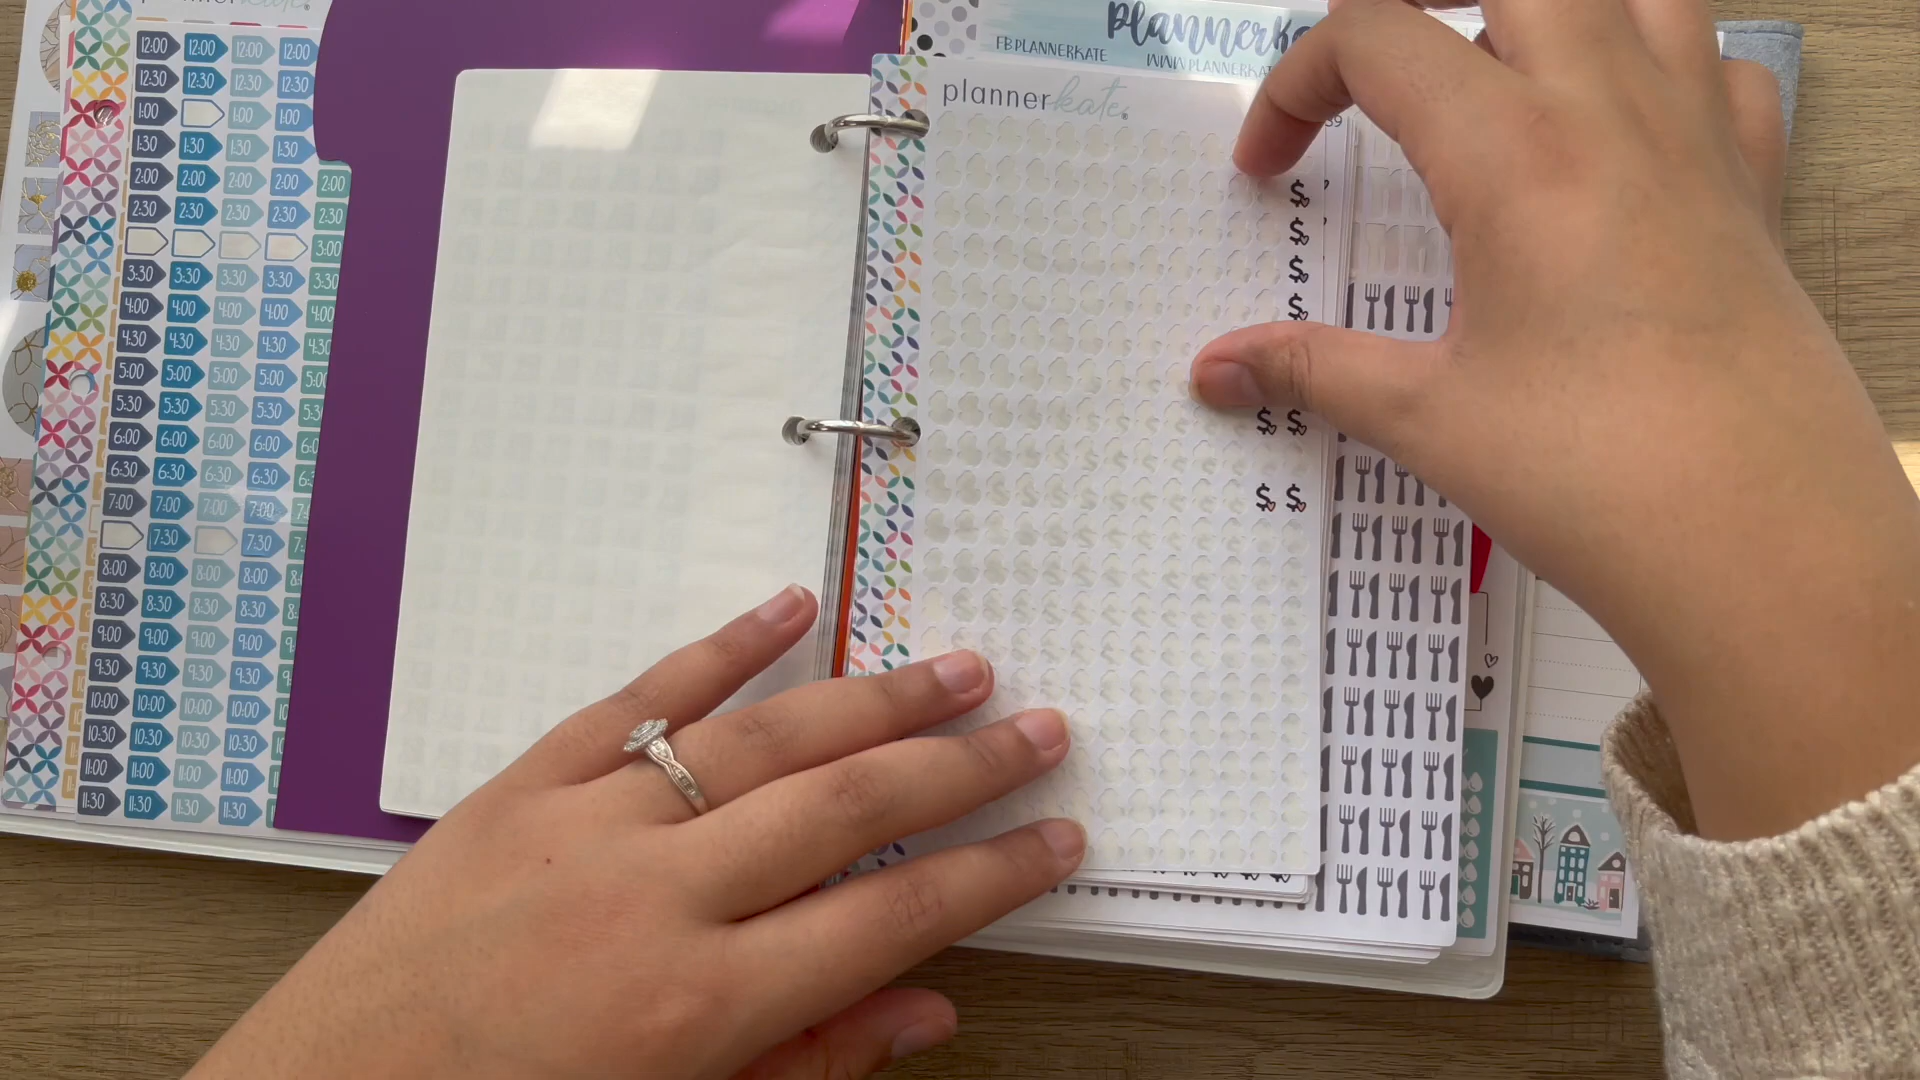 plannerkate
12:00 12:00 12:00 12:00
12:30 12:30 12:30 12:30
1:00 1:00 1:00
1:30 1:30 1:30 1:30
2:00 2:00 2:00 2:00 2:00
2:30 2:30 2:30 2:30 2:30
3:00
3:30 3:30 3:30 3:30 3:30
4:00 4:00 4:00 4:00 4:00
4:30 4:30 4:30 4:30
5:00 5:00 5:00 5:00
5:30 5:30 5:30 5:30
6:00 6:00 6:00 6:00
6:30 6:30 6:30 6:30
7:00 7:00 7:00 7:00
7:30 7:30
8:00 8:00 8:00 8:00
8:30 8:30 8:30 8:30
9:00 9:00 9:00 9:00
9:30 9:30 9:30 9:30
10:00 10:00 10:00 10:00
10:30 10:30 10:30 10:30
11:00 11:00 11:00 11:00
11:30 11:30 11:30 11:30
FB:PLANNERKATE
plannerkate®
$
$
$
$
$ $
$ $